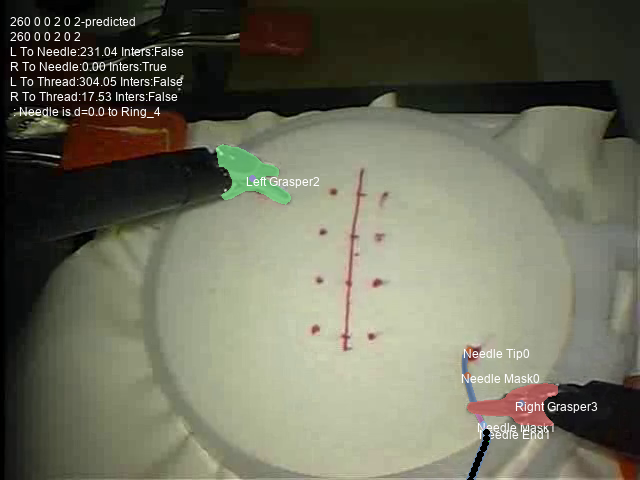 260 0 0 2 0 2-predicted
260 0 0 2 0 2
L To Needle:231.04 Inters:False
R To Needle:0.00 Inters:True
L To Thread:304.05 Inters:False
R To Thread:17.53 Inters:False
: Needle is d=0.0 to Ring_4
Left Grasper2
Needle Tip0
Needle Mask0
Right Grasper3
Needle Mask1
Needle End1